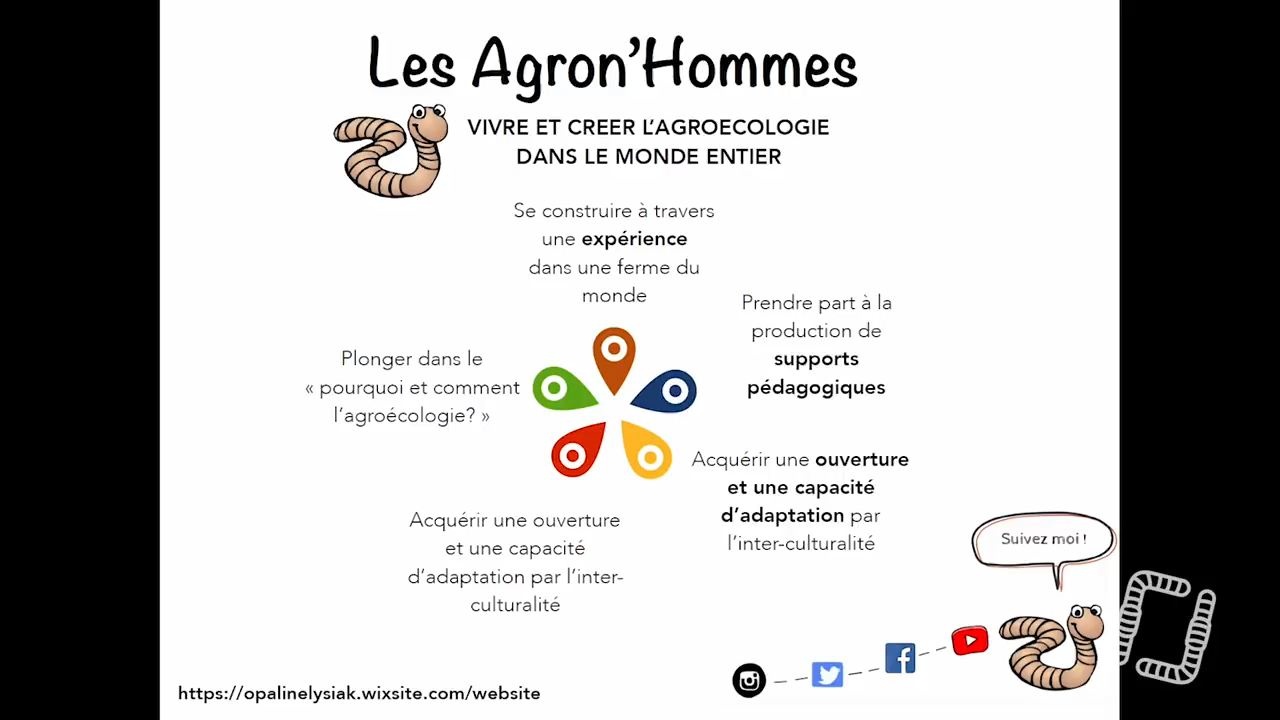 Les Agron’Hommes
VIVRE ET CREER L’AGROECOLOGIE
DANS LE MONDE ENTIER
Se construire à travers
une expérience
dans une ferme du
monde
Prendre part à la
production de
supports
pédagogiques
Plonger dans le
« pourquoi et comment
l’agroécologie? »
Acquérir une ouverture
et une capacité
d’adaptation par
l’inter-culturalité
Acquérir une ouverture
et une capacité
d’adaptation par l’inter-
culturalité
Suivez moi !
https://opalinelysiak.wixsite.com/website